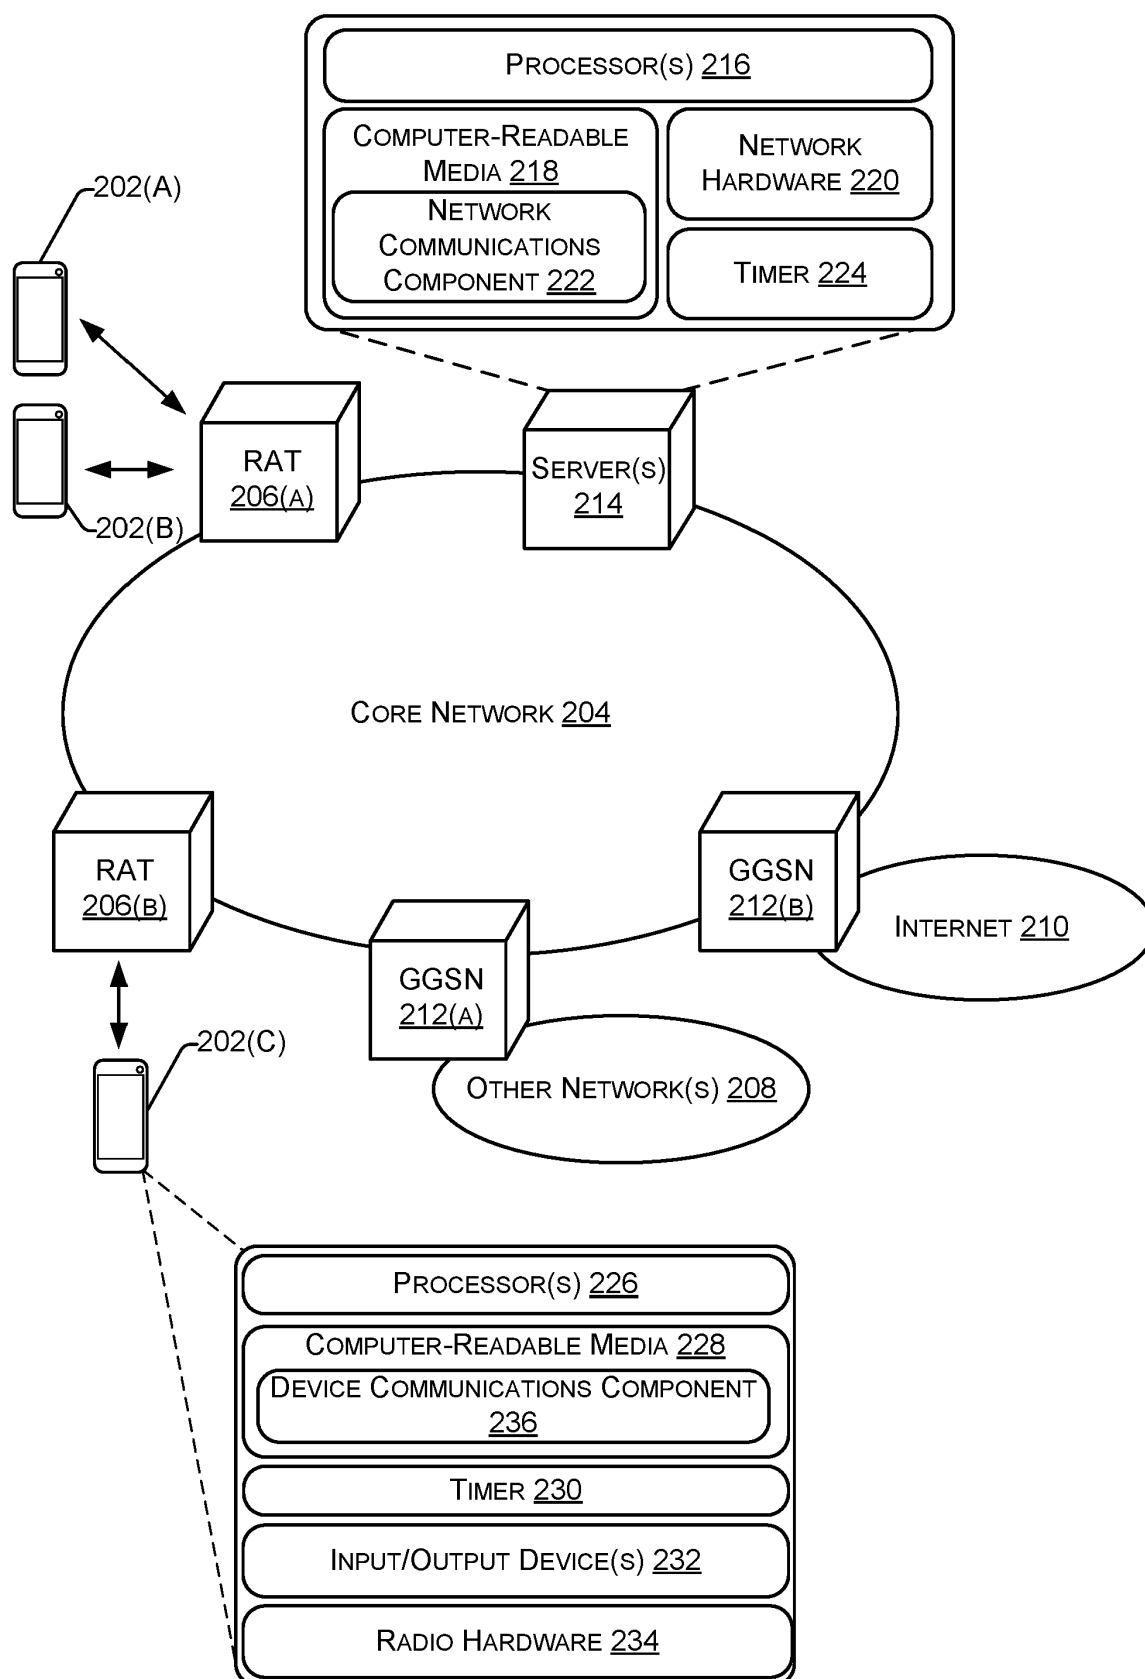 PROCESSOR(S) 216
COMPUTER-READABLE
MEDIA 218
NETWORK
COMMUNICATIONS
COMPONENT 222
NETWORK
HARDWARE 220
TIMER 224
202(A)
202(B)
RAT
206(A)
SERVER(S)
214
CORE NETWORK 204
RAT
206(B)
GGSN
212(B)
INTERNET 210
GGSN
212(A)
OTHER NETWORK(S) 208
202(C)
PROCESSOR(S) 226
COMPUTER-READABLE MEDIA 228
DEVICE COMMUNICATIONS COMPONENT
236
TIMER 230
INPUT/OUTPUT DEVICE(S) 232
RADIO HARDWARE 234